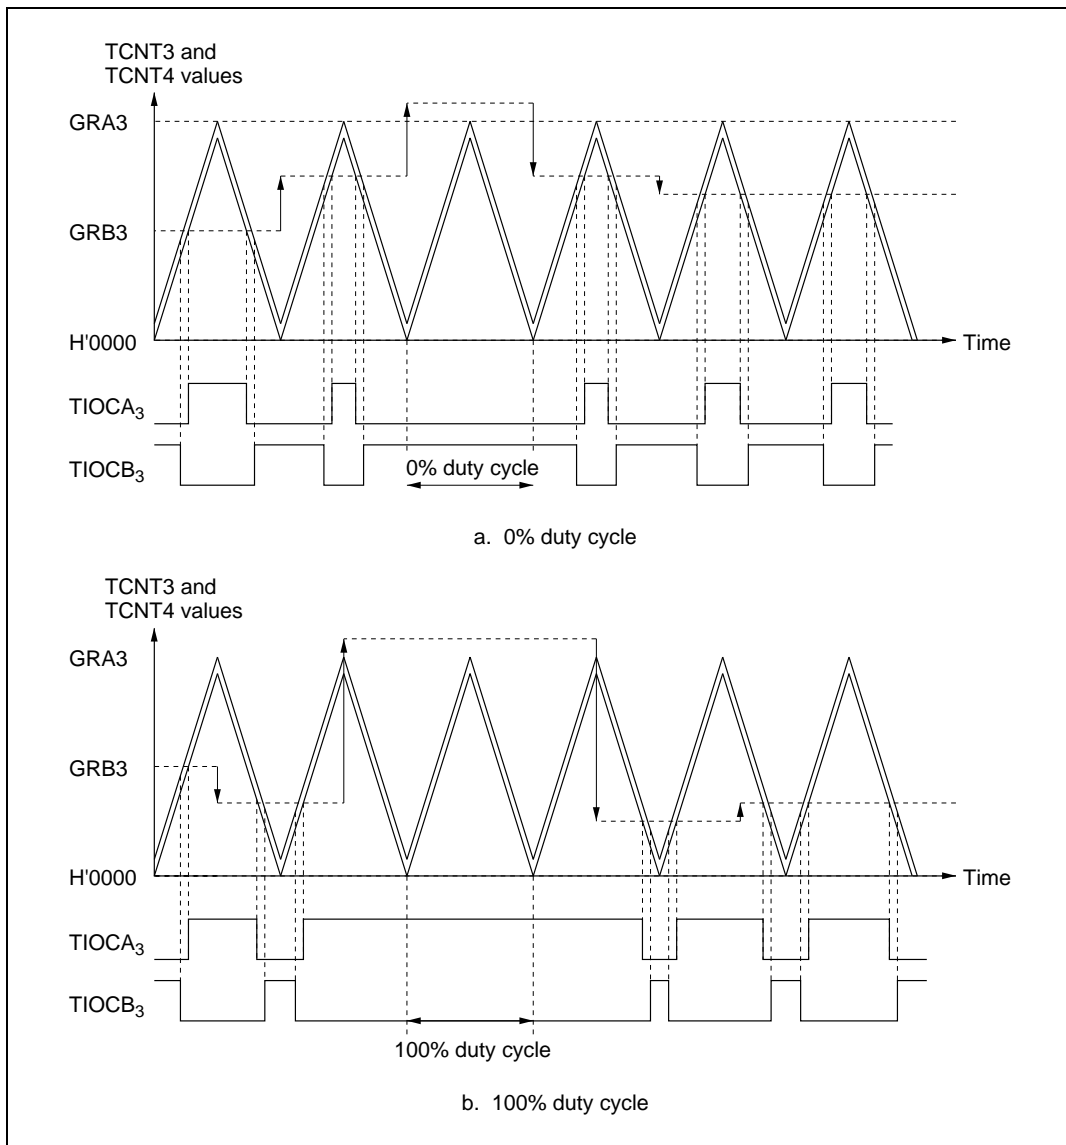 TCNT3 and
TCNT4 values
GRA3
GRB3
H'0000
Time
TIOCA3
TIOCB3
0% duty cycle
a. 0% duty cycle
TCNT3 and
TCNT4 values
GRA3
GRB3
H'0000
Time
TIOCA3
TIOCB3
100% duty cycle
b. 100% duty cycle